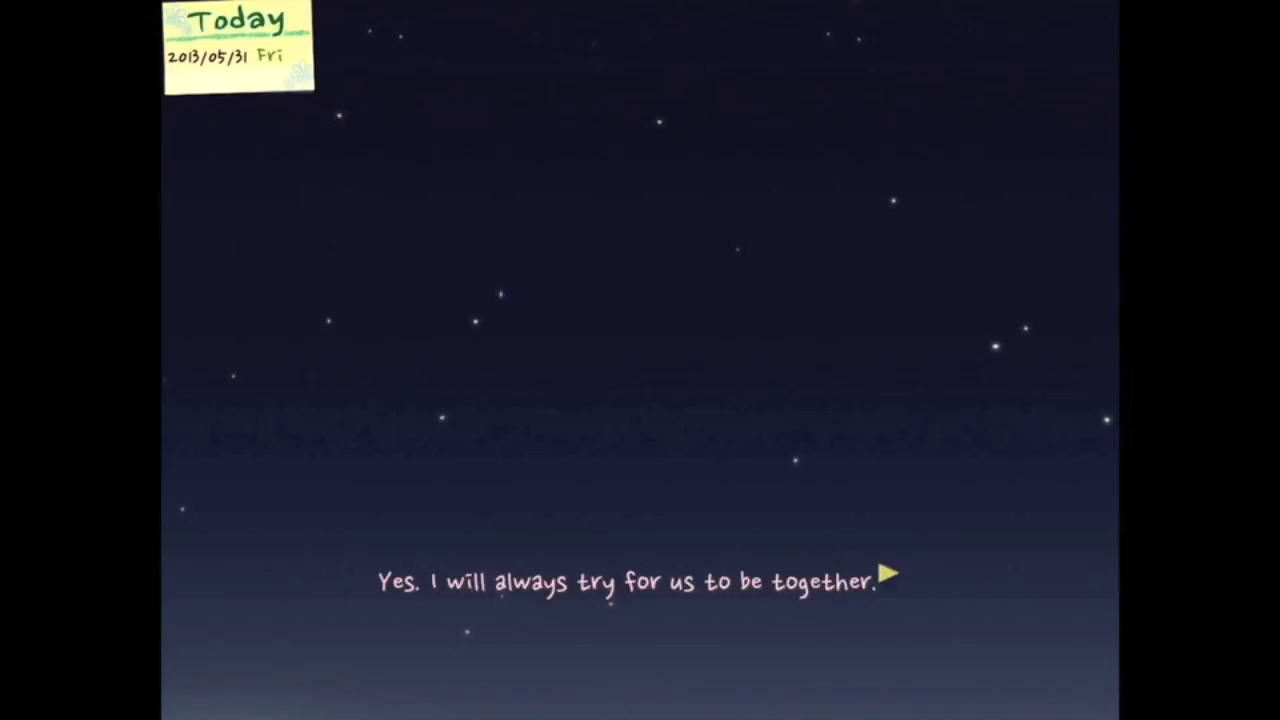 Today
2013/05/31 Fri
Yes. I will always try for us to be together.